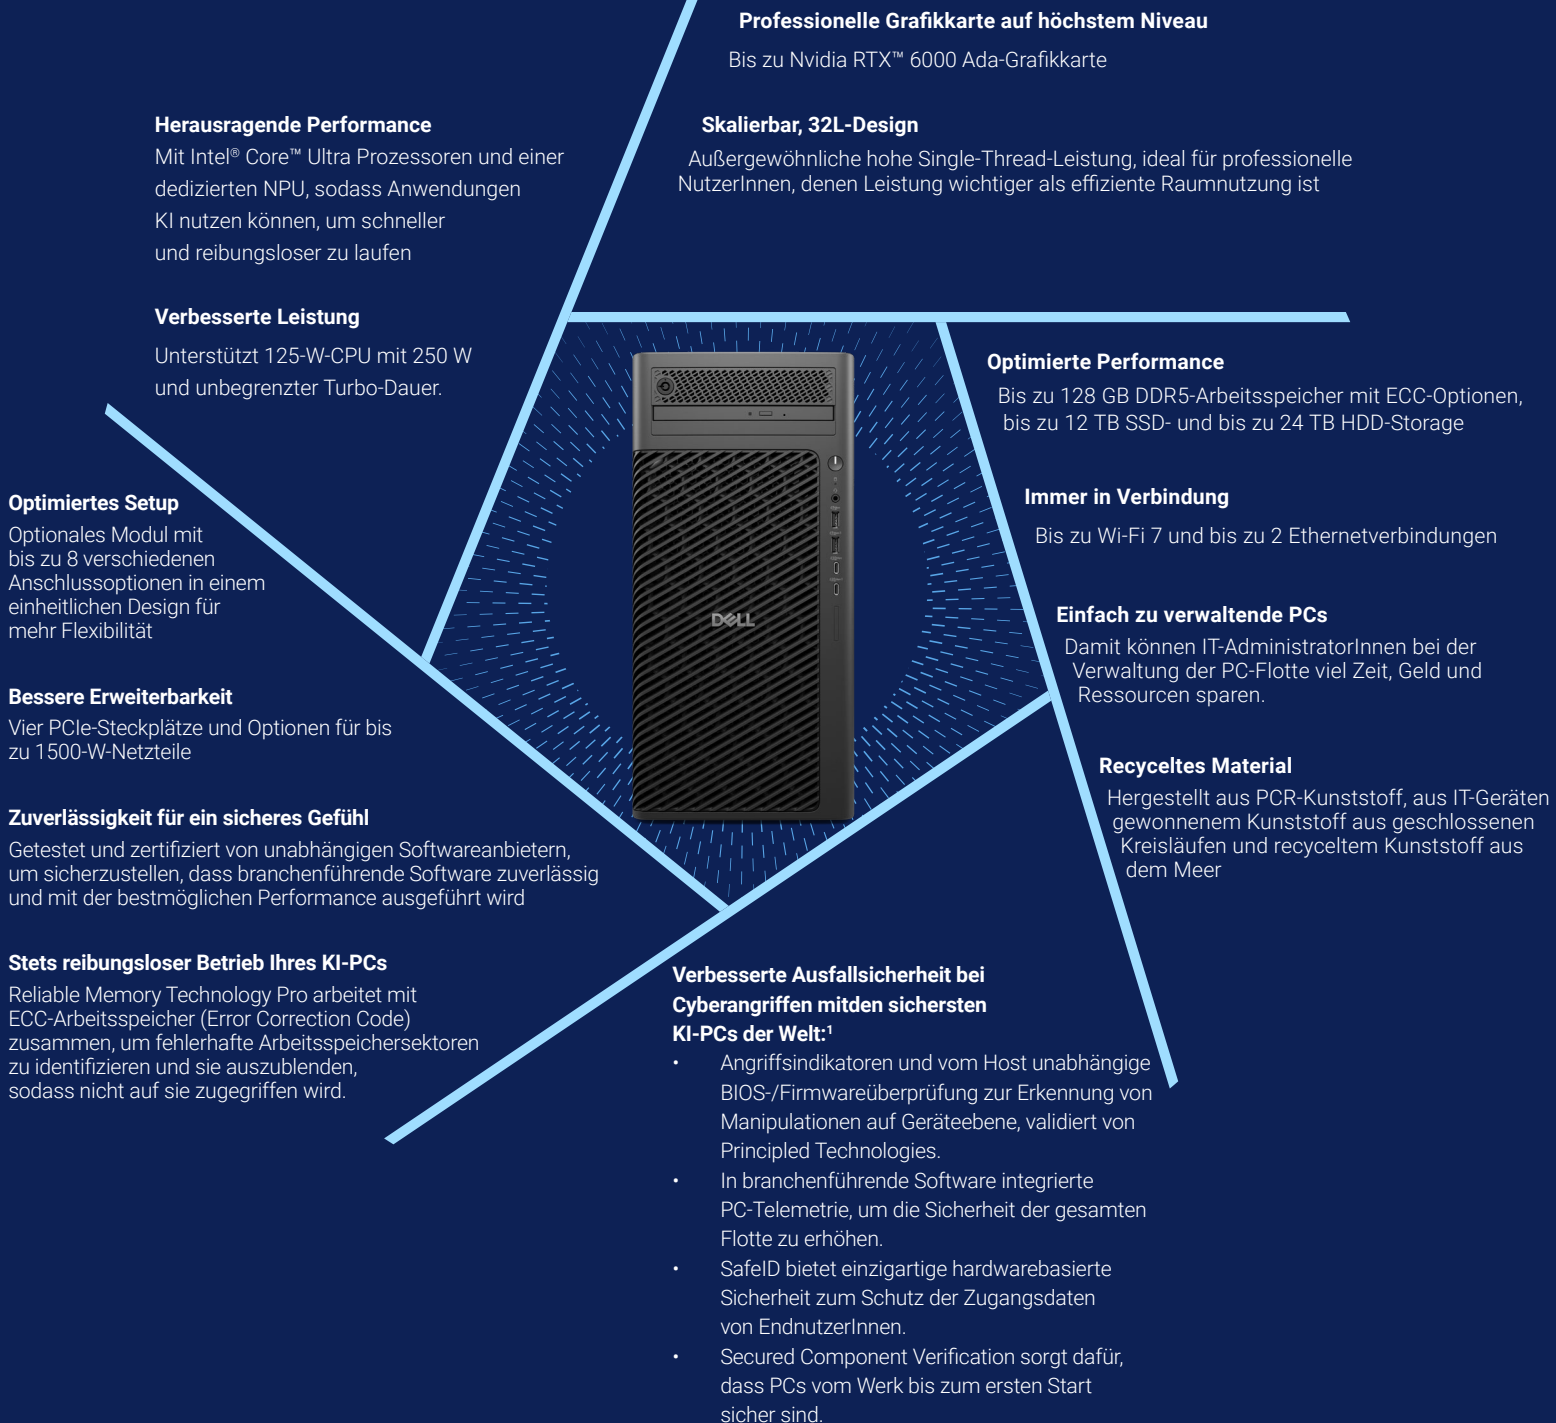 Professionelle Grafikkarte auf höchstem Niveau
Bis zu Nvidia RTX™ 6000 Ada-Grafikkarte
Skalierbar, 32L-Design
Außergewöhnliche hohe Single-Thread-Leistung, ideal für professionelle
NutzerInnen, denen Leistung wichtiger als effiziente Raumnutzung ist
Herausragende Performance
Mit Intel® Core™ Ultra Prozessoren und einer
dedizierten NPU, sodass Anwendungen
KI nutzen können, um schneller
und reibungsloser zu laufen
Verbesserte Leistung
Unterstützt 125-W-CPU mit 250 W
und unbegrenzter Turbo-Dauer.
Optimierte Performance
Bis zu 128 GB DDR5-Arbeitsspeicher mit ECC-Optionen,
bis zu 12 TB SSD- und bis zu 24 TB HDD-Storage
Immer in Verbindung
Bis zu Wi-Fi 7 und bis zu 2 Ethernetverbindungen
Einfach zu verwaltende PCs
Damit können IT-AdministratorInnen bei der
Verwaltung der PC-Flotte viel Zeit, Geld und
Ressourcen sparen.
Recyceltes Material
Hergestellt aus PCR-Kunststoff, aus IT-Geräten
gewonnenem Kunststoff aus geschlossenen
Kreisläufen und recyceltem Kunststoff aus
dem Meer
DELL
Optimiertes Setup
Optionales Modul mit
bis zu 8 verschiedenen
Anschlussoptionen in einem
einheitlichen Design für
mehr Flexibilität
Bessere Erweiterbarkeit
Vier PCIe-Steckplätze und Optionen für bis
zu 1500-W-Netzteile
Zuverlässigkeit für ein sicheres Gefühl
Getestet und zertifiziert von unabhängigen Softwareanbietern,
um sicherzustellen, dass branchenführende Software zuverlässig
und mit der bestmöglichen Performance ausgeführt wird
Stets reibungsloser Betrieb Ihres KI-PCs
Reliable Memory Technology Pro arbeitet mit
ECC-Arbeitsspeicher (Error Correction Code)
zusammen, um fehlerhafte Arbeitsspeichersektoren
zu identifizieren und sie auszublenden,
sodass nicht auf sie zugegriffen wird.
Verbesserte Ausfallsicherheit bei
Cyberangriffen mitden sichersten
KI-PCs der Welt:¹
• Angriffsindikatoren und vom Host unabhängige
BIOS-/Firmwareüberprüfung zur Erkennung von
Manipulationen auf Geräteebene, validiert von
Principled Technologies.
• In branchenführende Software integrierte
PC-Telemetrie, um die Sicherheit der gesamten
Flotte zu erhöhen.
• SafeID bietet einzigartige hardwarebasierte
Sicherheit zum Schutz der Zugangsdaten
von EndnutzerInnen.
• Secured Component Verification sorgt dafür,
dass PCs vom Werk bis zum ersten Start
sicher sind.